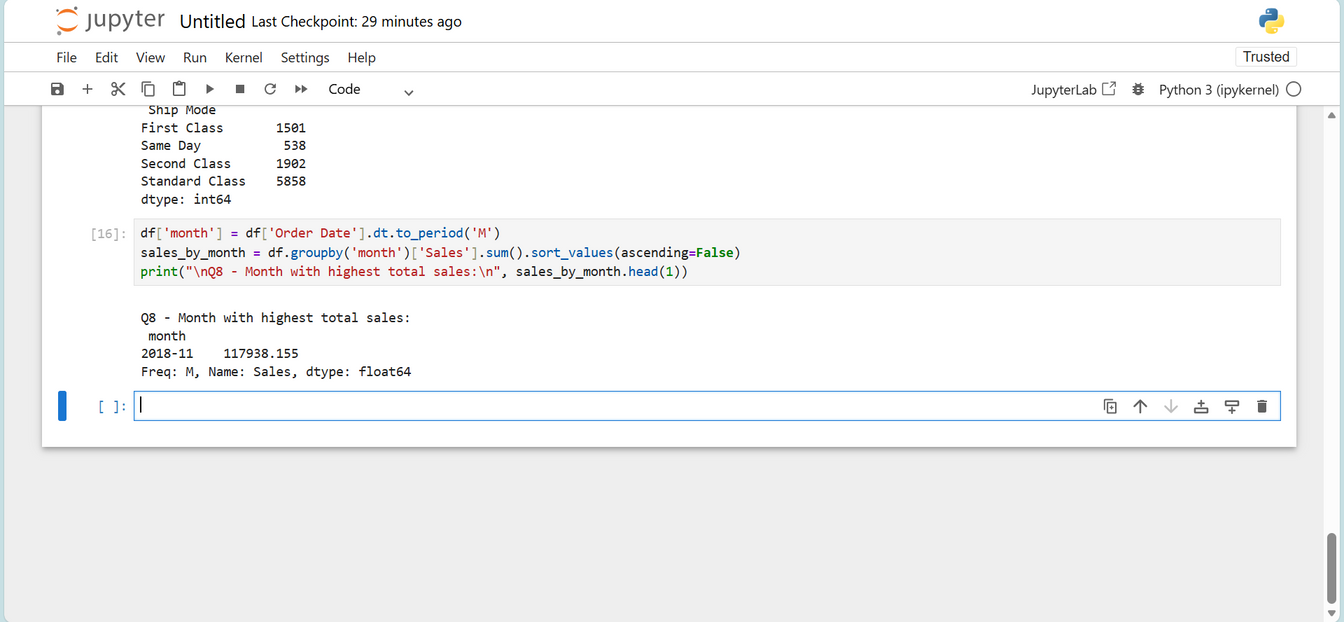 jupyter Untitled Last Checkpoint: 29 minutes ago
File Edit View Run Kernel Settings Help Trusted
Code JupyterLab Python 3 (ipykernel)
Ship Mode
First Class 1501
Same Day 538
Second Class 1902
Standard Class 5858
dtype: int64
[16]: df['month'] = df['Order Date'].dt.to_period('M')
sales_by_month = df.groupby('month')['Sales'].sum().sort_values(ascending=False)
print("\nQ8 - Month with highest total sales:\n", sales_by_month.head(1))
Q8 - Month with highest total sales:
month
2018-11 117938.155
Freq: M, Name: Sales, dtype: float64
[ ]: